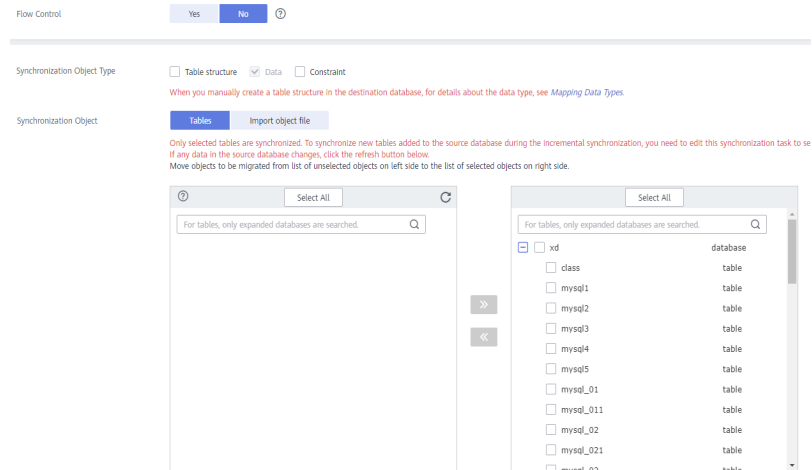 Flow Control Yes No
Synchronization Object Type Table structure Data Constraint
When you manually create a table structure in the destination database, for details about the data type, see Mapping Data Types.
Synchronization Object Tables Import object file
Only selected tables are synchronized. To synchronize new tables added to the source database during the incremental synchronization, you need to edit this synchronization task to se
If any data in the source database changes, click the refresh button below.
Move objects to be migrated from list of unselected objects on left side to the list of selected objects on right side.
Select All
For tables, only expanded databases are searched.
Select All
For tables, only expanded databases are searched.
xd database
class table
mysql1 table
mysql2 table
mysql3 table
mysql4 table
mysql5 table
mysql_01 table
mysql_011 table
mysql_02 table
mysql_021 table